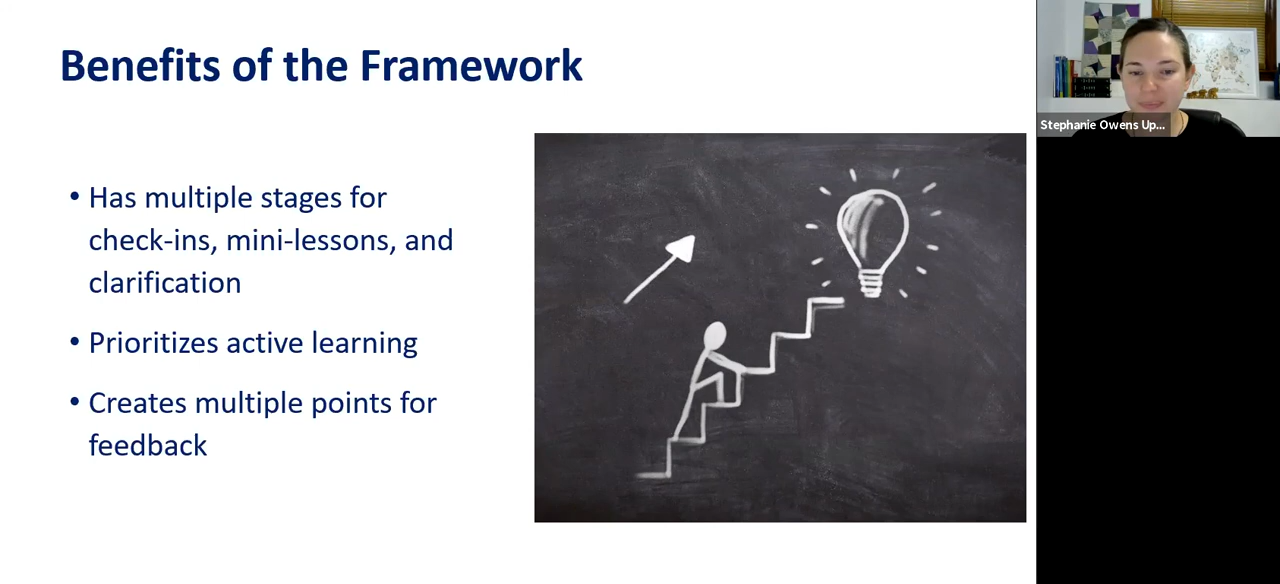 Benefits of the Framework
• Has multiple stages for
check-ins, mini-lessons, and
clarification
• Prioritizes active learning
• Creates multiple points for
feedback
Stephanie Owens Up...